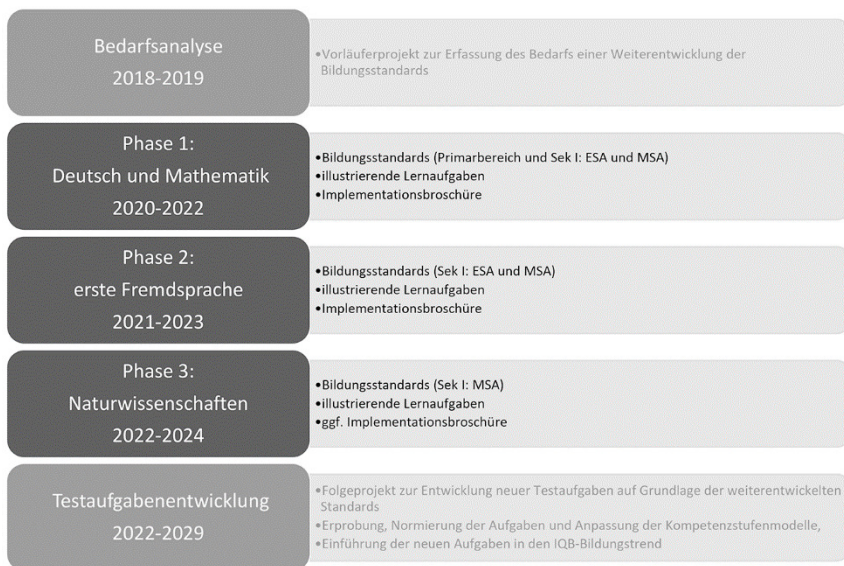 Bedarfsanalyse
2018-2019
•Vorläuferprojekt zur Erfassung des Bedarfs einer Weiterentwicklung der
Bildungsstandards
Phase 1:
Deutsch und Mathematik
2020-2022
•Bildungsstandards (Primarbereich und Sek I: ESA und MSA)
•illustrierende Lernaufgaben
•Implementationsbroschüre
Phase 2:
erste Fremdsprache
2021-2023
•Bildungsstandards (Sek I: ESA und MSA)
•illustrierende Lernaufgaben
•Implementationsbroschüre
Phase 3:
Naturwissenschaften
2022-2024
•Bildungsstandards (Sek I: MSA)
•illustrierende Lernaufgaben
•ggf. Implementationsbroschüre
Testaufgabenentwicklung
2022-2029
•Folgeprojekt zur Entwicklung neuer Testaufgaben auf Grundlage der weiterentwickelten
Standards
•Erprobung, Normierung der Aufgaben und Anpassung der Kompetenzstufenmodelle,
•Einführung der neuen Aufgaben in den IQB-Bildungstrend